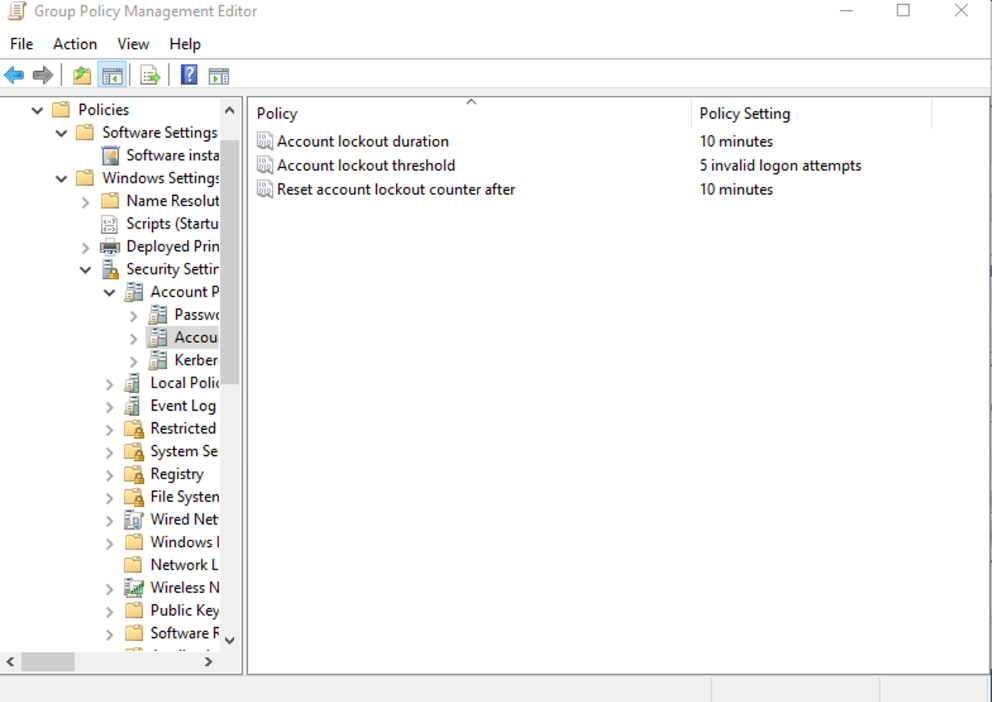 Group Policy Management Editor
File Action View Help
Policies
Software Settings
Software insta
Windows Settings
Name Resolut
Scripts (Startu
Deployed Prin
Security Settin
Account P
Passwo
Accou
Kerber
Local Polic
Event Log
Restricted
System Se
Registry
File System
Wired Net
Windows
Network L
Wireless N
Public Key
Software R
Policy Policy Setting
Account lockout duration 10 minutes
Account lockout threshold 5 invalid logon attempts
Reset account lockout counter after 10 minutes